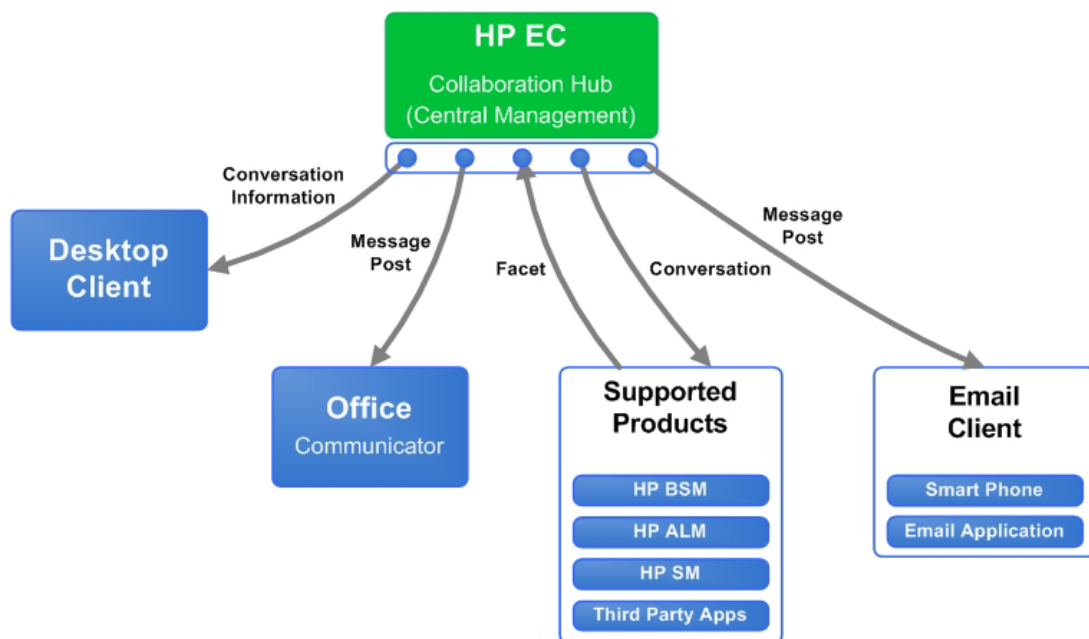 HP EC
Collaboration Hub
(Central Management)
Conversation
Information
Message
Post
Facet
Conversation
Message
Post
Desktop
Client
Office
Communicator
Supported
Products
HP BSM
HP ALM
HP SM
Third Party Apps
Email
Client
Smart Phone
Email Application